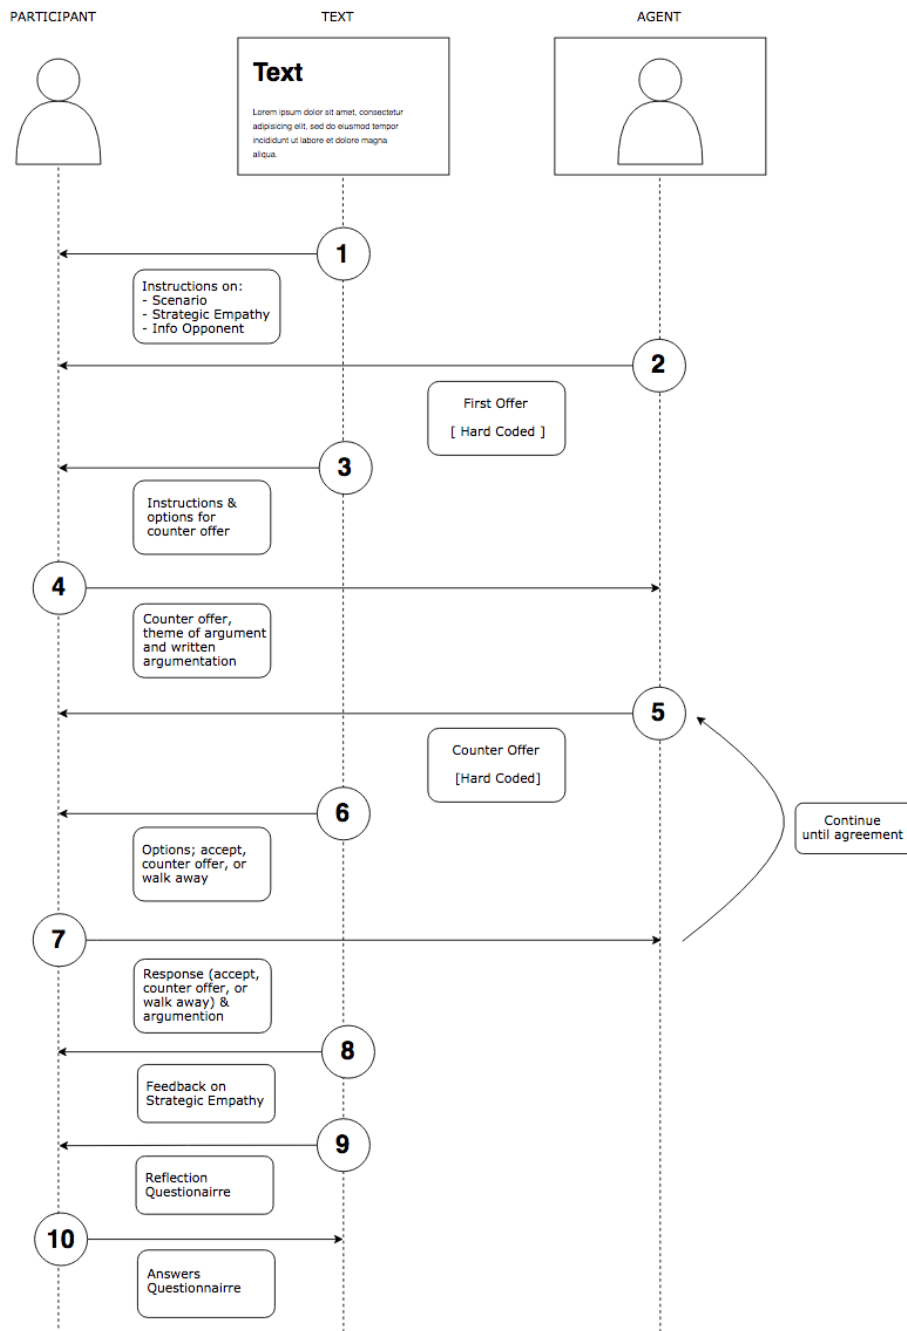 PARTICIPANT
TEXT
AGENT
Text
Lorem ipsum dolor sit amet, consectetur
adipisicing elit, sed do eiusmod tempor
incididunt ut labore et dolore magna
aliqua.
1
Instructions on:
- Scenario
- Strategic Empathy
- Info Opponent
2
First Offer
[ Hard Coded ]
3
Instructions &
options for
counter offer
4
Counter offer,
theme of argument
and written
argumentation
5
Counter Offer
[Hard Coded]
6
Options; accept,
counter offer, or
walk away
Continue
until agreement
7
Response (accept,
counter offer, or
walk away) &
argumention
8
Feedback on
Strategic Empathy
9
Reflection
Questionairre
10
Answers
Questionnairre